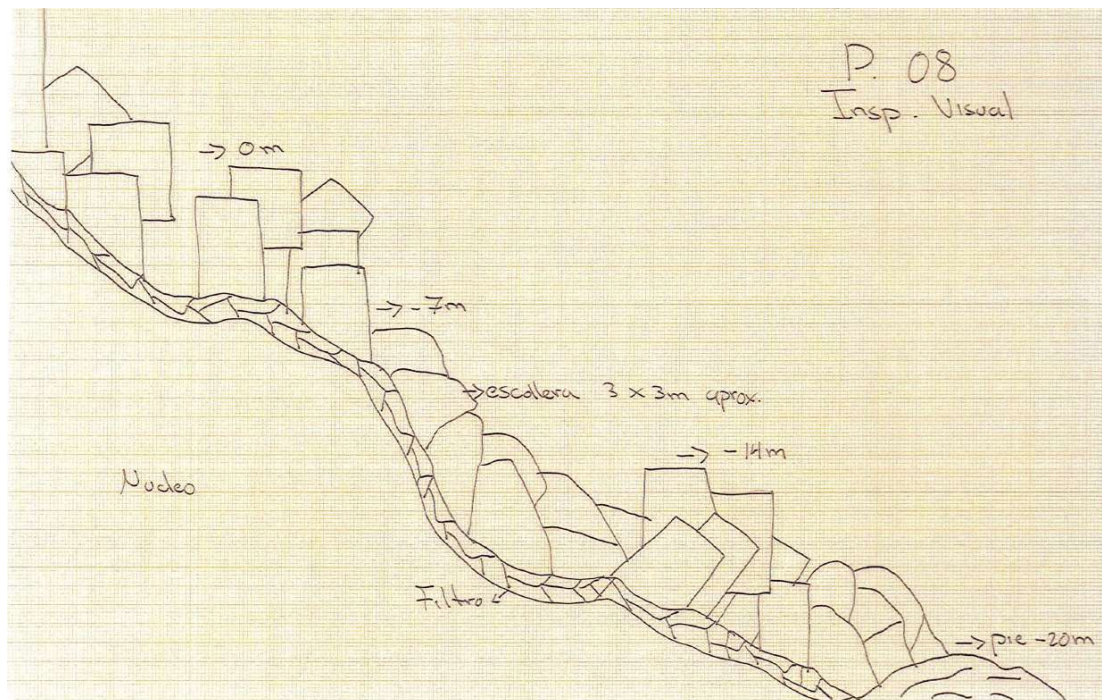 P. 08
Insp. Visual
→ 0m
→ -7m
→ escollera 3 x 3m aprox.
→ -14m
Nucleo
Filtro
→ pie -20m